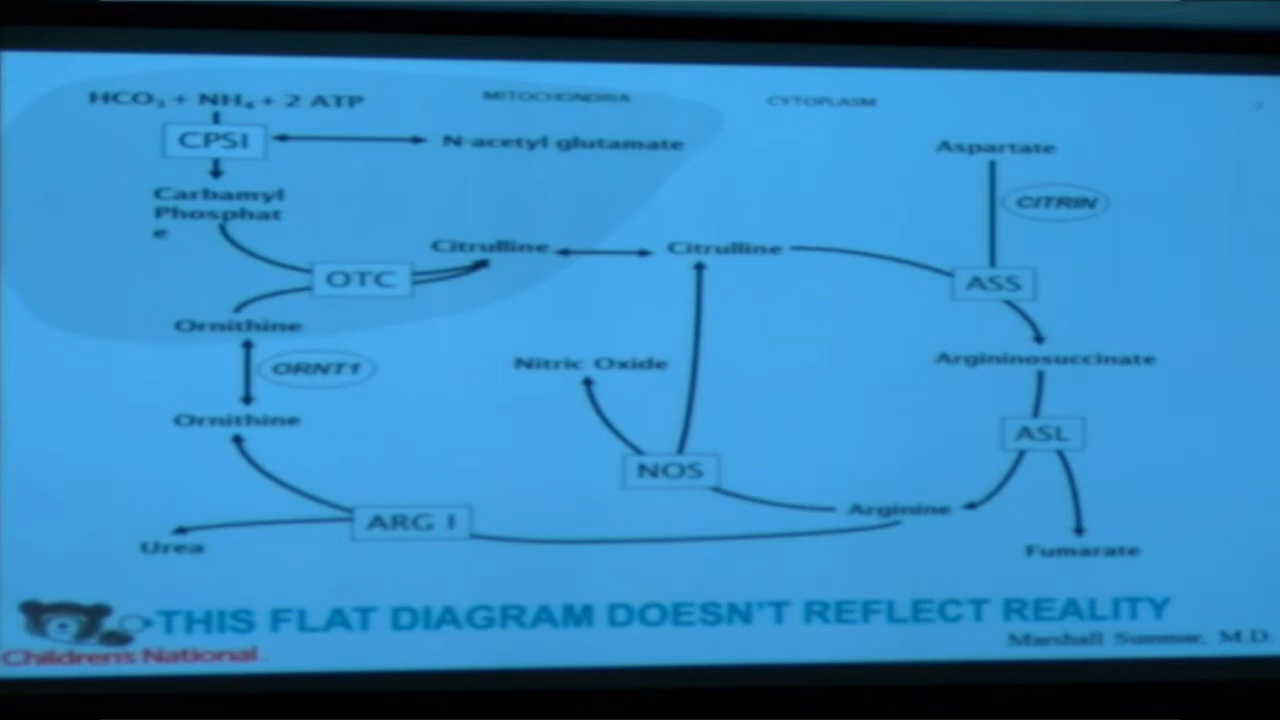 HCO3 + NH4 + 2 ATP
MITOCHONDRIA
CYTOPLASM
CPSI
N-acetyl glutamate
Aspartate
Carbamyl
Phosphat
e
CITRIN
Citrulline
Citrulline
OTC
ASS
Ornithine
ORNT1
Nitric Oxide
Argininosuccinate
Ornithine
ASL
NOS
ARG I
Arginine
Urea
Fumarate
THIS FLAT DIAGRAM DOESN'T REFLECT REALITY
Marshall Summar, M.D.
Children's National